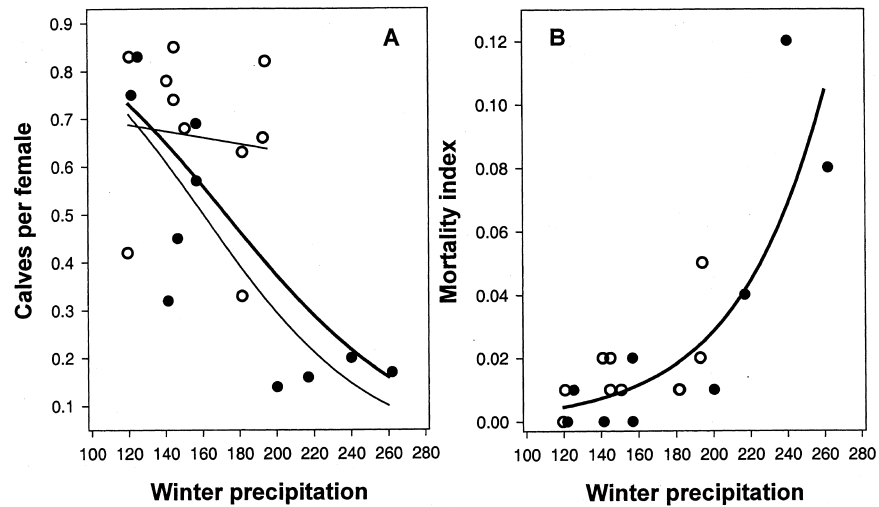 A
0.9
0.8
0.7
0.6
0.5
0.4
0.3
0.2
0.1
Calves per female
100 120 140 160 180 200 220 240 260 280
Winter precipitation
B
0.12
0.10
0.08
0.06
0.04
0.02
0.00
Mortality index
100 120 140 160 180 200 220 240 260 280
Winter precipitation